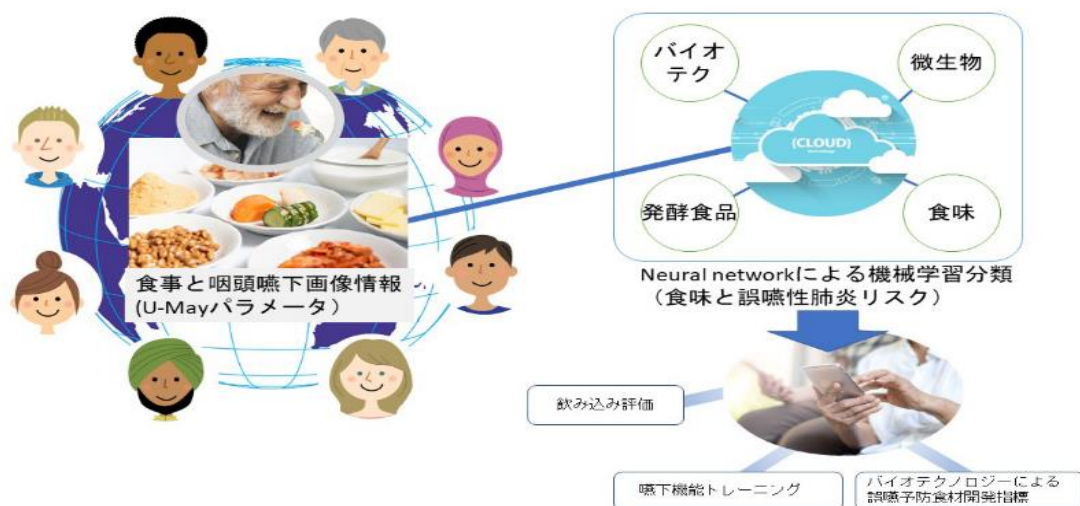 食事と咽頭嚥下画像情報
(U-Mayパラメータ)
バイオ
テク
微生物
(CLOUD)
technology
発酵食品
食味
Neural networkによる機械学習分類
(食味と誤嚥性肺炎リスク)
飲み込み評価
嚥下機能トレーニング
バイオテクノロジーによる
誤嚥予防食材開発指標